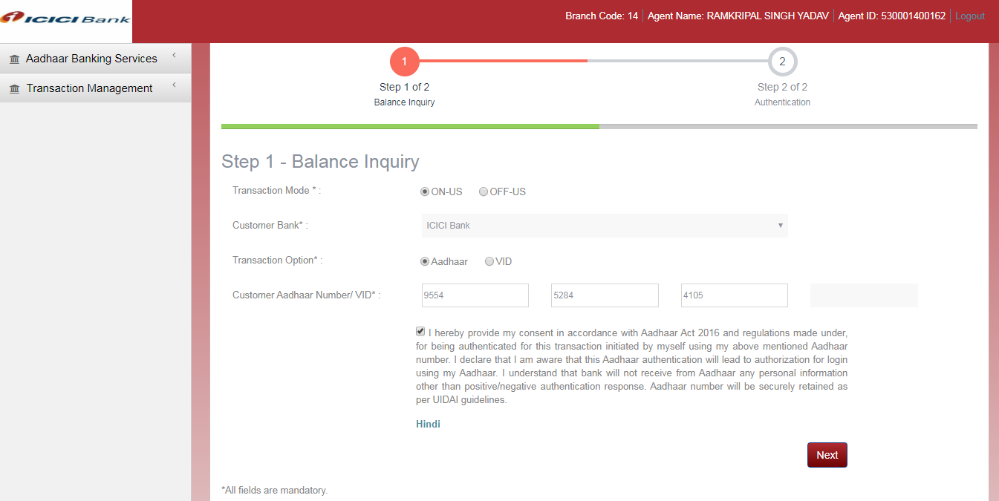 ICICI Bank
Branch Code: 14 Agent Name: RAMKRIPAL SINGH YADAV Agent ID: 530001400162 Logout
Aadhaar Banking Services
Transaction Management
1
2
Step 1 of 2
Step 2 of 2
Balance Inquiry
Authentication
Step 1 - Balance Inquiry
Transaction Mode * :
ON-US
OFF-US
Customer Bank* :
ICICI Bank
Transaction Option* :
Aadhaar
VID
Customer Aadhaar Number/ VID* :
9554
5284
4105
I hereby provide my consent in accordance with Aadhaar Act 2016 and regulations made under,
for being authenticated for this transaction initiated by myself using my above mentioned Aadhaar
number. I declare that I am aware that this Aadhaar authentication will lead to authorization for login
using my Aadhaar. I understand that bank will not receive from Aadhaar any personal information
other than positive/negative authentication response. Aadhaar number will be securely retained as
per UIDAI guidelines.
Hindi
Next
*All fields are mandatory.